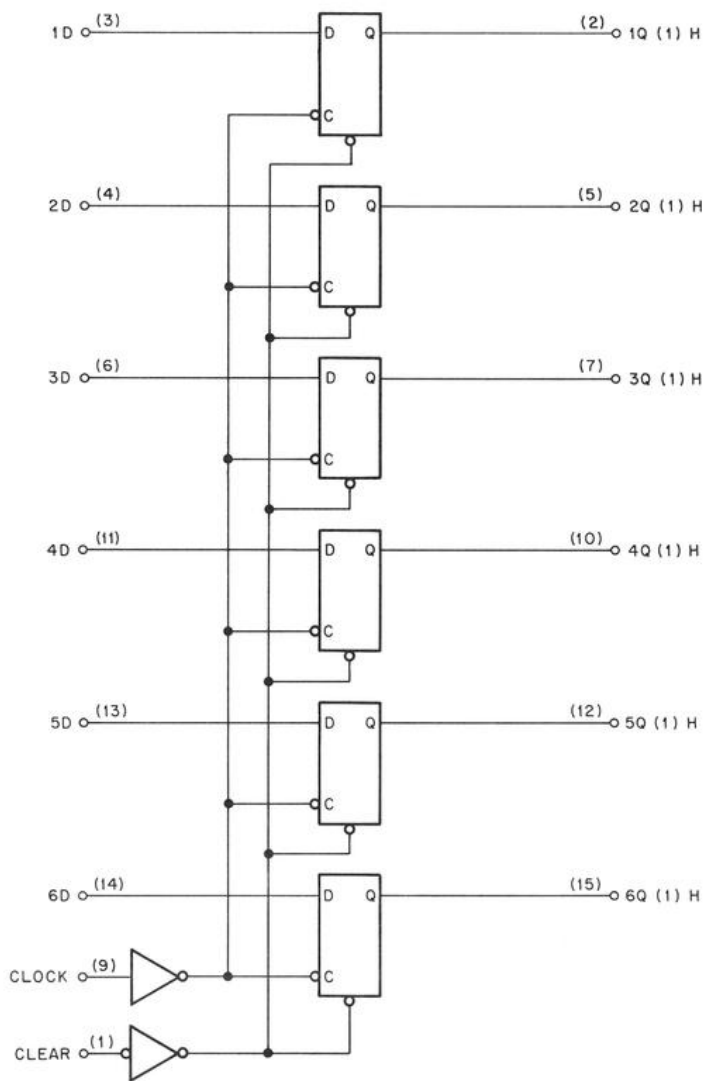 1D (3) D Q (2) 1Q (1) H
C
2D (4) D Q (5) 2Q (1) H
C
3D (6) D Q (7) 3Q (1) H
C
4D (11) D Q (10) 4Q (1) H
C
5D (13) D Q (12) 5Q (1) H
C
6D (14) D Q (15) 6Q (1) H
CLOCK (9) C
CLEAR (1)